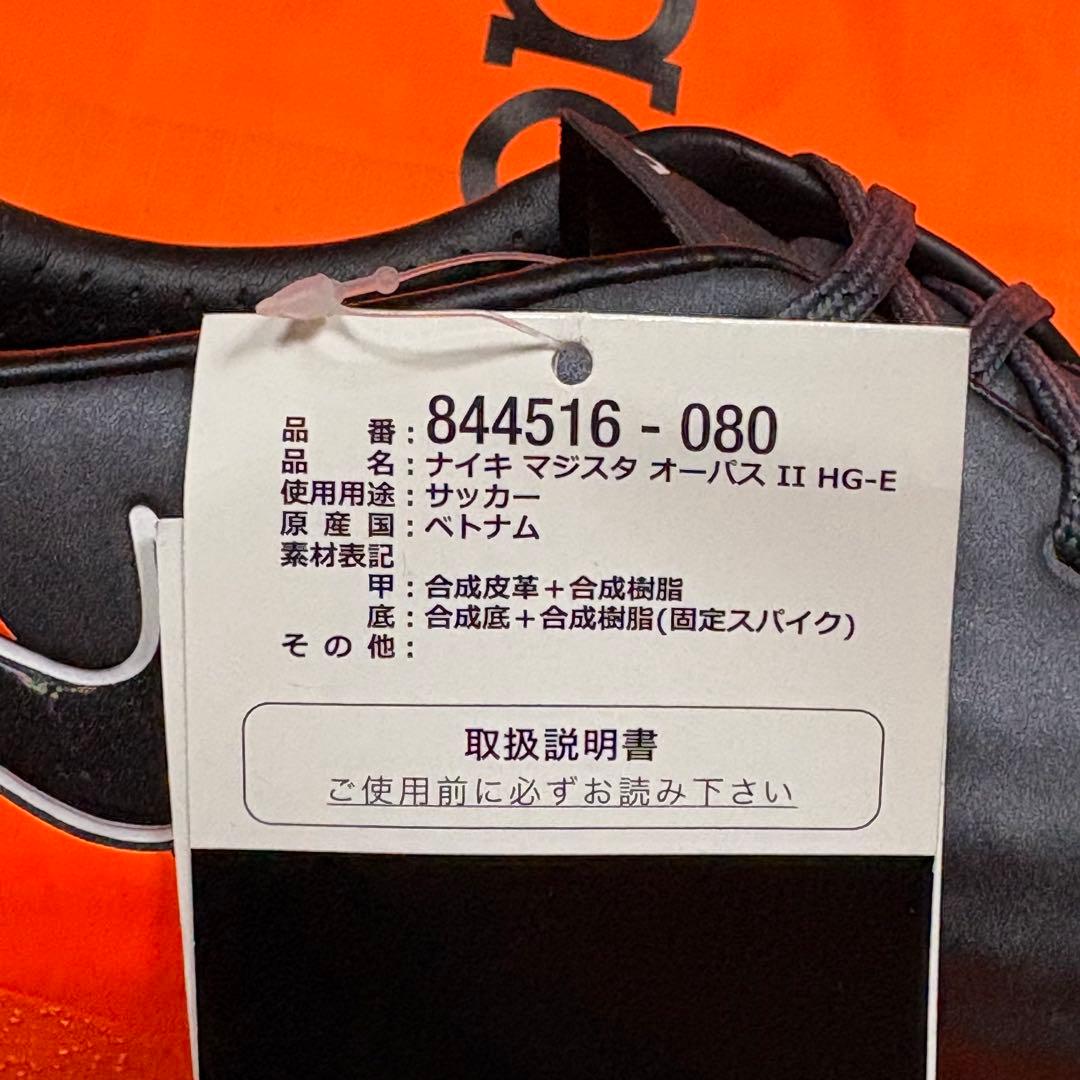 op
品番：844516 - 080
品名：ナイキ マジスタ オーパス II HG-E
使用用途：サッカー
原産国：ベトナム
素材表記
甲：合成皮革＋合成樹脂
底：合成底＋合成樹脂(固定スパイク)
その他：
取扱説明書
ご使用前に必ずお読み下さい